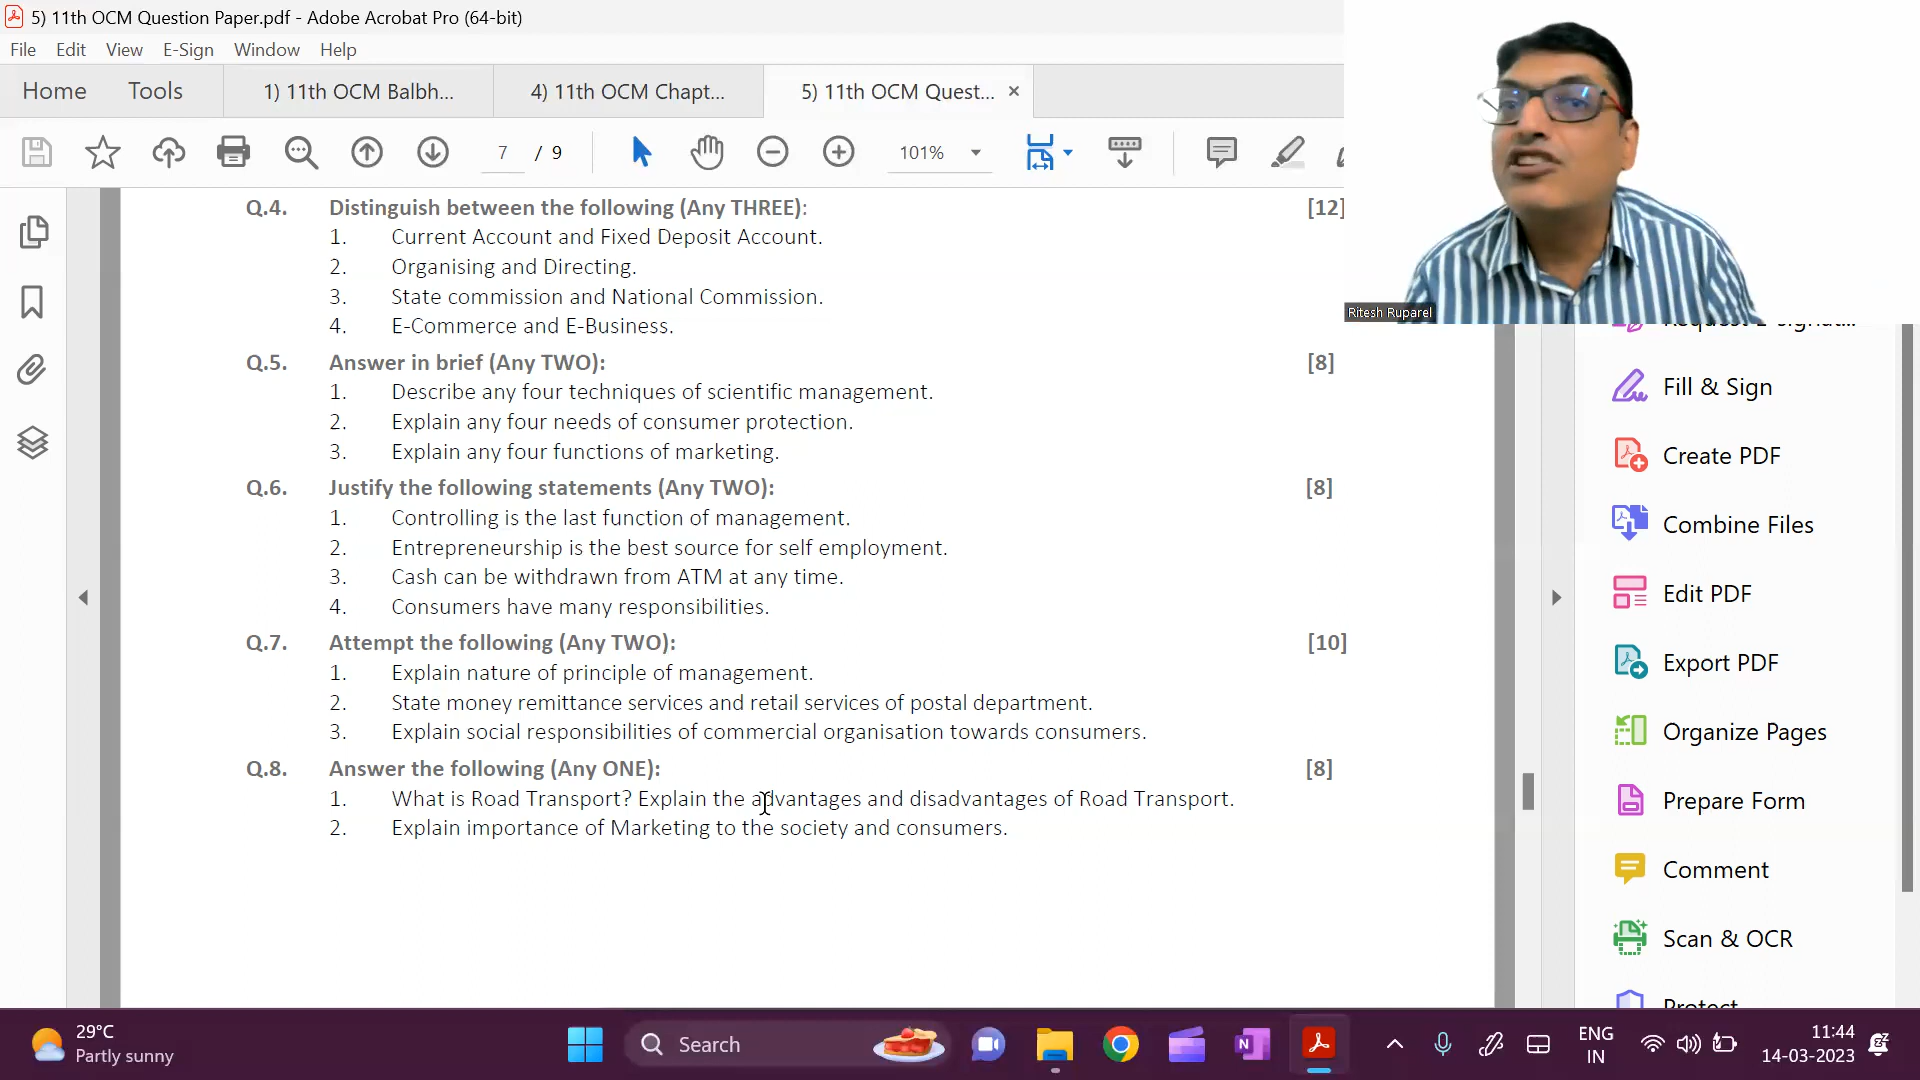 5) 11th OCM Question Paper.pdf - Adobe Acrobat Pro (64-bit)
File Edit View E-Sign Window Help
Home Tools 1) 11th OCM Balbh... 4) 11th OCM Chapt... 5) 11th OCM Quest... ×
7 / 9 101%
Q.4. Distinguish between the following (Any THREE): [12]
1. Current Account and Fixed Deposit Account.
2. Organising and Directing.
3. State commission and National Commission.
4. E-Commerce and E-Business.
Q.5. Answer in brief (Any TWO): [8]
1. Describe any four techniques of scientific management.
2. Explain any four needs of consumer protection.
3. Explain any four functions of marketing.
Q.6. Justify the following statements (Any TWO): [8]
1. Controlling is the last function of management.
2. Entrepreneurship is the best source for self employment.
3. Cash can be withdrawn from ATM at any time.
4. Consumers have many responsibilities.
Q.7. Attempt the following (Any TWO): [10]
1. Explain nature of principle of management.
2. State money remittance services and retail services of postal department.
3. Explain social responsibilities of commercial organisation towards consumers.
Q.8. Answer the following (Any ONE): [8]
1. What is Road Transport? Explain the advantages and disadvantages of Road Transport.
2. Explain importance of Marketing to the society and consumers.
Ritesh Ruparel
Fill & Sign
Create PDF
Combine Files
Edit PDF
Export PDF
Organize Pages
Prepare Form
Comment
Scan & OCR
Protect
29°C
Partly sunny
Search
ENG
IN
11:44
14-03-2023